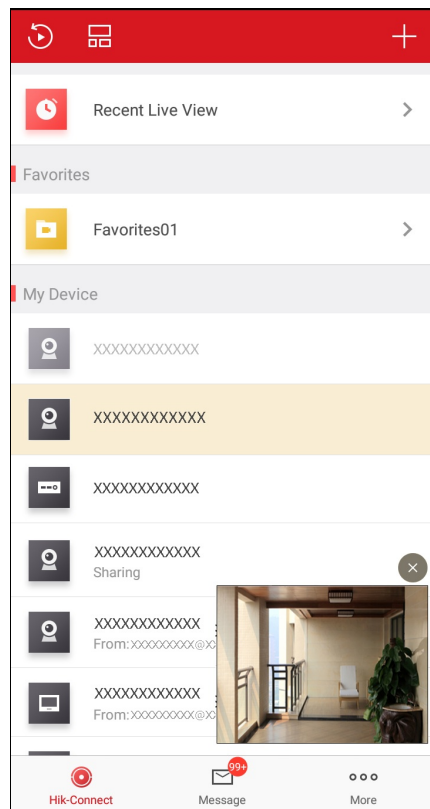 Recent Live View
Favorites
Favorites01
My Device
XXXXXXXXXXXX
XXXXXXXXXXXX
XXXXXXXXXXXX
XXXXXXXXXXXX
Sharing
XXXXXXXXXXXX
From:XXXXXXXXX@X
XXXXXXXXXXXX
From:XXXXXXXXX@X
99+
Hik-Connect
Message
More